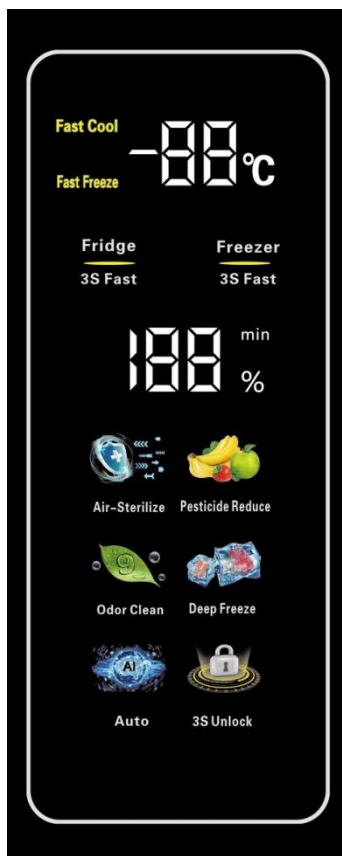 Fast Cool
-88°C
Fast Freeze
Fridge Freezer
3S Fast 3S Fast
188 min
%
Air-Sterilize Pesticide Reduce
Odor Clean Deep Freeze
AI
Auto 3S Unlock